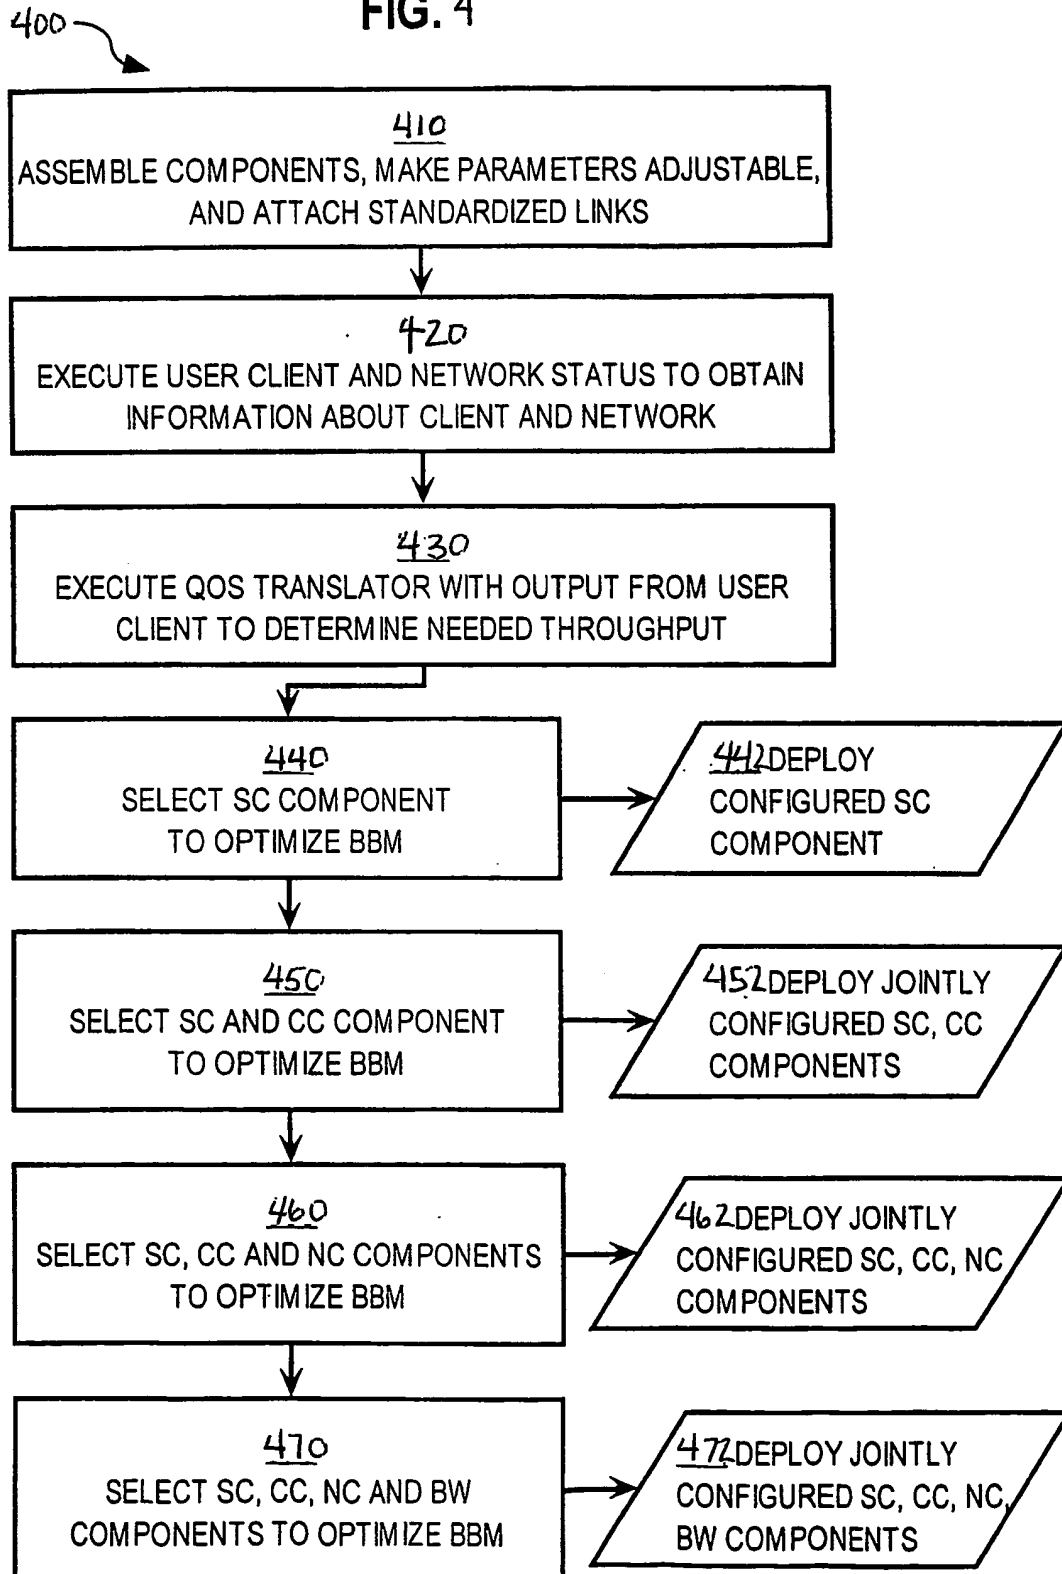 FIG. 4
400
410
ASSEMBLE COMPONENTS, MAKE PARAMETERS ADJUSTABLE,
AND ATTACH STANDARDIZED LINKS
420
EXECUTE USER CLIENT AND NETWORK STATUS TO OBTAIN
INFORMATION ABOUT CLIENT AND NETWORK
430
EXECUTE QOS TRANSLATOR WITH OUTPUT FROM USER
CLIENT TO DETERMINE NEEDED THROUGHPUT
440
SELECT SC COMPONENT
TO OPTIMIZE BBM
442 DEPLOY
CONFIGURED SC
COMPONENT
450
SELECT SC AND CC COMPONENT
TO OPTIMIZE BBM
452 DEPLOY JOINTLY
CONFIGURED SC, CC
COMPONENTS
460
SELECT SC, CC AND NC COMPONENTS
TO OPTIMIZE BBM
462 DEPLOY JOINTLY
CONFIGURED SC, CC, NC
COMPONENTS
470
SELECT SC, CC, NC AND BW
COMPONENTS TO OPTIMIZE BBM
472 DEPLOY JOINTLY
CONFIGURED SC, CC, NC,
BW COMPONENTS